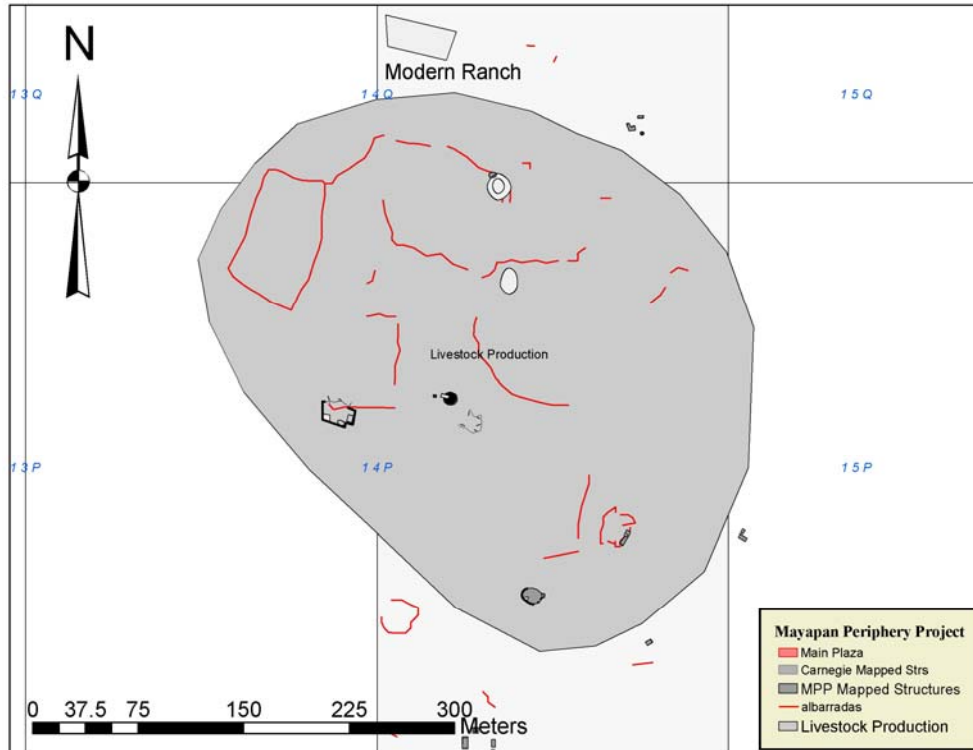 N
Modern Ranch
13Q
14Q
15Q
Livestock Production
13P
14P
15P
0 37.5 75 150 225 300
Meters
Mayapan Periphery Project
Main Plaza
Carnegie Mapped Strs
MPP Mapped Structures
albarradas
Livestock Production